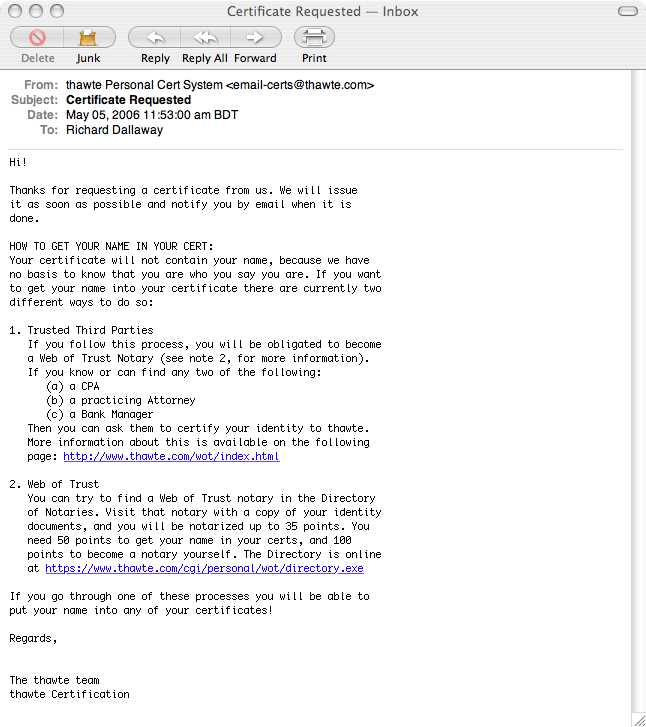 Certificate Requested — Inbox
Delete Junk Reply Reply All Forward Print
From: thawte Personal Cert System <email-certs@thawte.com>
Subject: Certificate Requested
Date: May 05, 2006 11:53:00 am BDT
To: Richard Dallaway
Hi!
Thanks for requesting a certificate from us. We will issue
it as soon as possible and notify you by email when it is
done.
HOW TO GET YOUR NAME IN YOUR CERT:
Your certificate will not contain your name, because we have
no basis to know that you are who you say you are. If you want
to get your name into your certificate there are currently two
different ways to do so:
1. Trusted Third Parties
If you follow this process, you will be obligated to become
a Web of Trust Notary (see note 2, for more information).
If you know or can find any two of the following:
(a) a CPA
(b) a practicing Attorney
(c) a Bank Manager
Then you can ask them to certify your identity to thawte.
More information about this is available on the following
page: http://www.thawte.com/wot/index.html
2. Web of Trust
You can try to find a Web of Trust notary in the Directory
of Notaries. Visit that notary with a copy of your identity
documents, and you will be notarized up to 35 points. You
need 50 points to get your name in your certs, and 100
points to become a notary yourself. The Directory is online
at https://www.thawte.com/cgi/personal/wot/directory.exe
If you go through one of these processes you will be able to
put your name into any of your certificates!
Regards,
The thawte team
thawte Certification